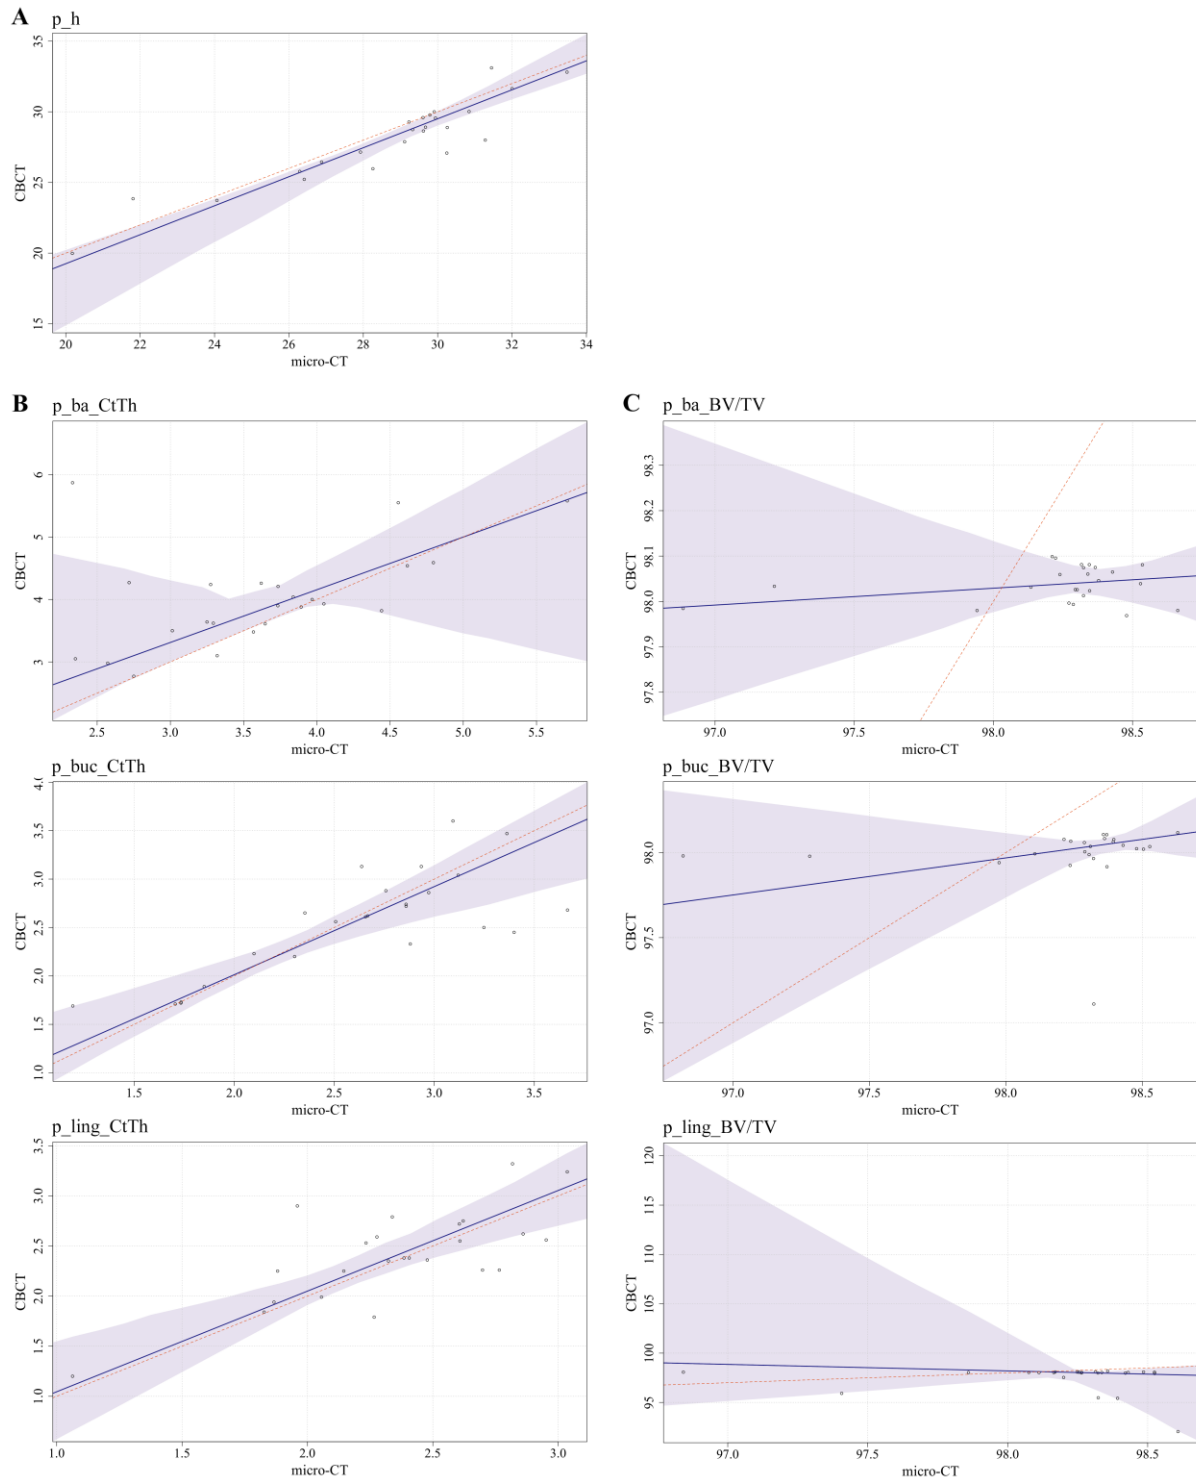 A p_h
35
30
25
20
15
CBCT
20 22 24 26 28 30 32 34
micro-CT
B p_ba_CtTh
6
5
4
3
CBCT
2.5 3.0 3.5 4.0 4.5 5.0 5.5
micro-CT
p_buc_CtTh
4.0
3.5
3.0
2.5
2.0
1.5
1.0
CBCT
1.5 2.0 2.5 3.0 3.5
micro-CT
p_ling_CtTh
3.5
3.0
2.5
2.0
1.5
1.0
CBCT
1.0 1.5 2.0 2.5 3.0
micro-CT
C p_ba_BV/TV
98.3
98.2
98.1
98.0
97.9
97.8
CBCT
97.0 97.5 98.0 98.5
micro-CT
p_buc_BV/TV
98.0
97.5
97.0
CBCT
97.0 97.5 98.0 98.5
micro-CT
p_ling_BV/TV
120
115
110
105
100
95
CBCT
97.0 97.5 98.0 98.5
micro-CT